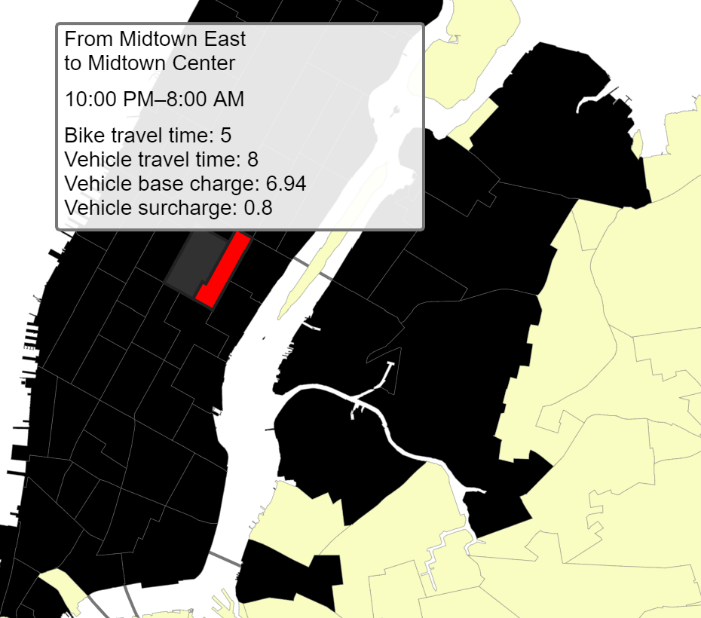 From Midtown East
to Midtown Center
10:00 PM–8:00 AM
Bike travel time: 5
Vehicle travel time: 8
Vehicle base charge: 6.94
Vehicle surcharge: 0.8